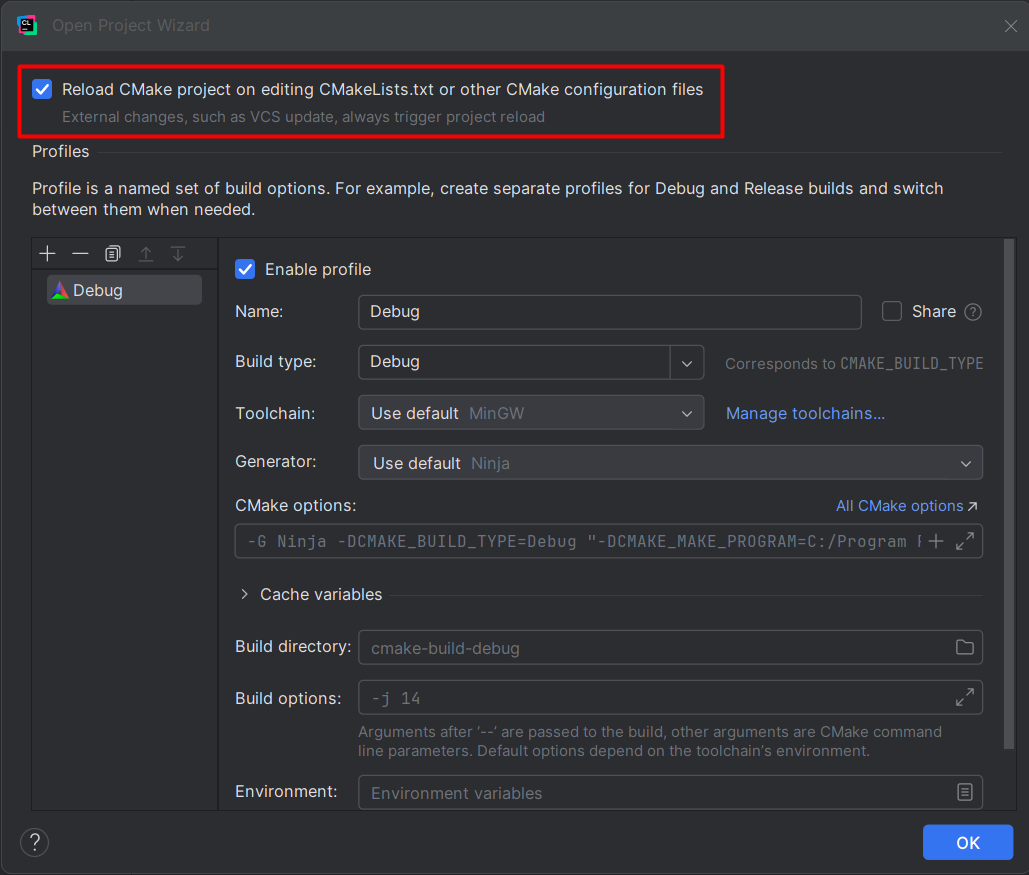 CL
Open Project Wizard
Reload CMake project on editing CMakeLists.txt or other CMake configuration files
External changes, such as VCS update, always trigger project reload
Profiles
Profile is a named set of build options. For example, create separate profiles for Debug and Release builds and switch
between them when needed.
Debug
Enable profile
Name: Debug Share ?
Build type: Debug Corresponds to CMAKE_BUILD_TYPE
Toolchain: Use default MinGW Manage toolchains...
Generator: Use default Ninja
CMake options: All CMake options
-G Ninja -DCMAKE_BUILD_TYPE=Debug "-DCMAKE_MAKE_PROGRAM=C:/Program
Cache variables
Build directory: cmake-build-debug
Build options: -j 14
Arguments after '--' are passed to the build, other arguments are CMake command
line parameters. Default options depend on the toolchain's environment.
Environment: Environment variables
? OK